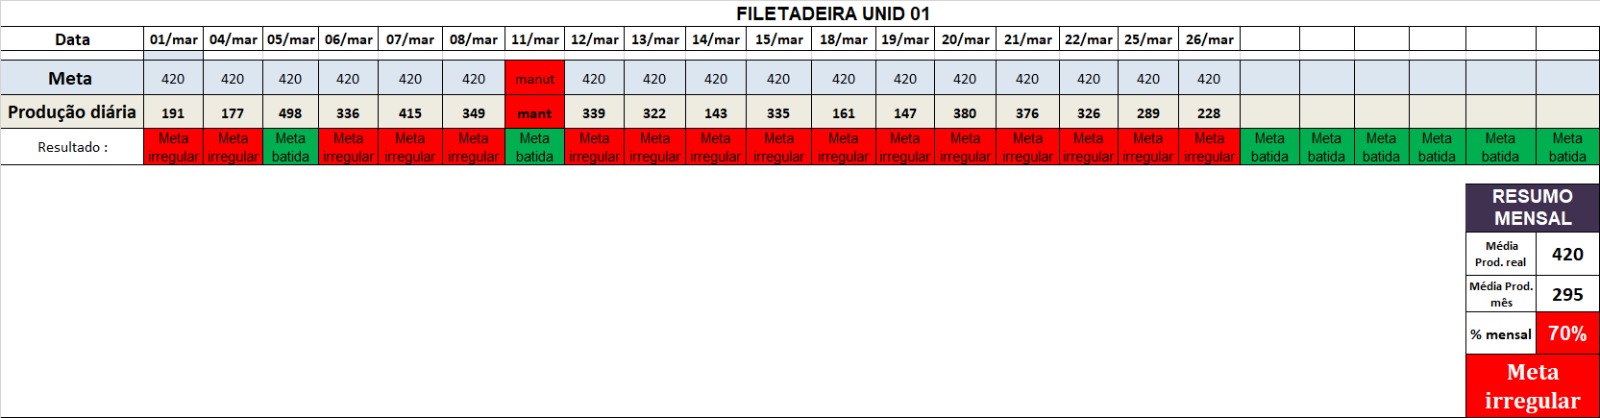 FILETADEIRA UNID 01
Data 01/mar 04/mar 05/mar 06/mar 07/mar 08/mar 11/mar 12/mar 13/mar 14/mar 15/mar 18/mar 19/mar 20/mar 21/mar 22/mar 25/mar 26/mar
Meta 420 420 420 420 420 420 manut 420 420 420 420 420 420 420 420 420 420 420
Produção diária 191 177 498 336 415 349 mant 339 322 143 335 161 147 380 376 326 289 228
Resultado : Meta irregular Meta irregular Meta batida Meta irregular Meta irregular Meta irregular Meta batida Meta irregular Meta irregular Meta irregular Meta irregular Meta irregular Meta irregular Meta irregular Meta irregular Meta irregular Meta irregular Meta irregular Meta batida Meta batida Meta batida Meta batida Meta batida Meta batida
RESUMO
MENSAL
Média
Prod. real 420
Média Prod.
mês 295
% mensal 70%
Meta
irregular